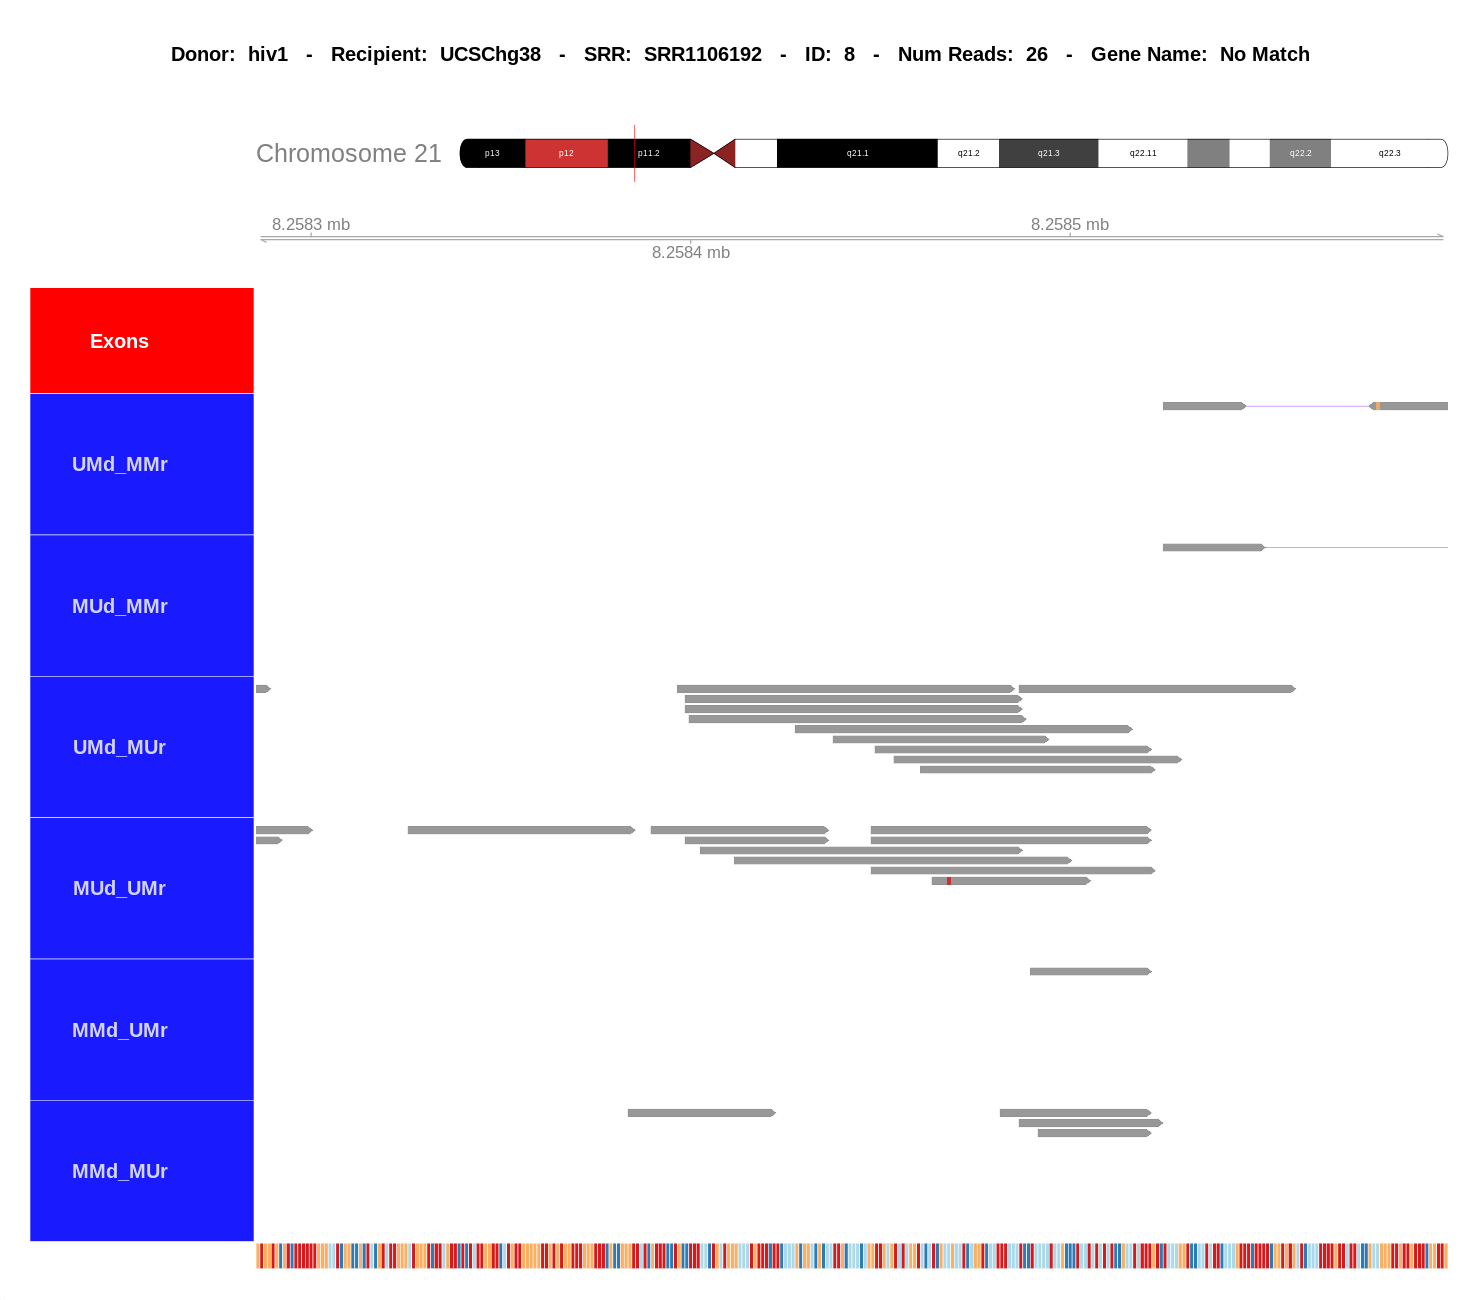 Donor: hiv1 - Recipient: UCSChg38 - SRR: SRR1106192 - ID: 8 - Num Reads: 26 - Gene Name: No Match
Chromosome 21 p13 p12 p11.2 q21.1 q21.2 q21.3 q22.11 q22.2 q22.3
8.2583 mb 8.2585 mb
8.2584 mb
Exons
UMd_MMr
MUd_MMr
UMd_MUr
MUd_UMr
MMd_UMr
MMd_MUr